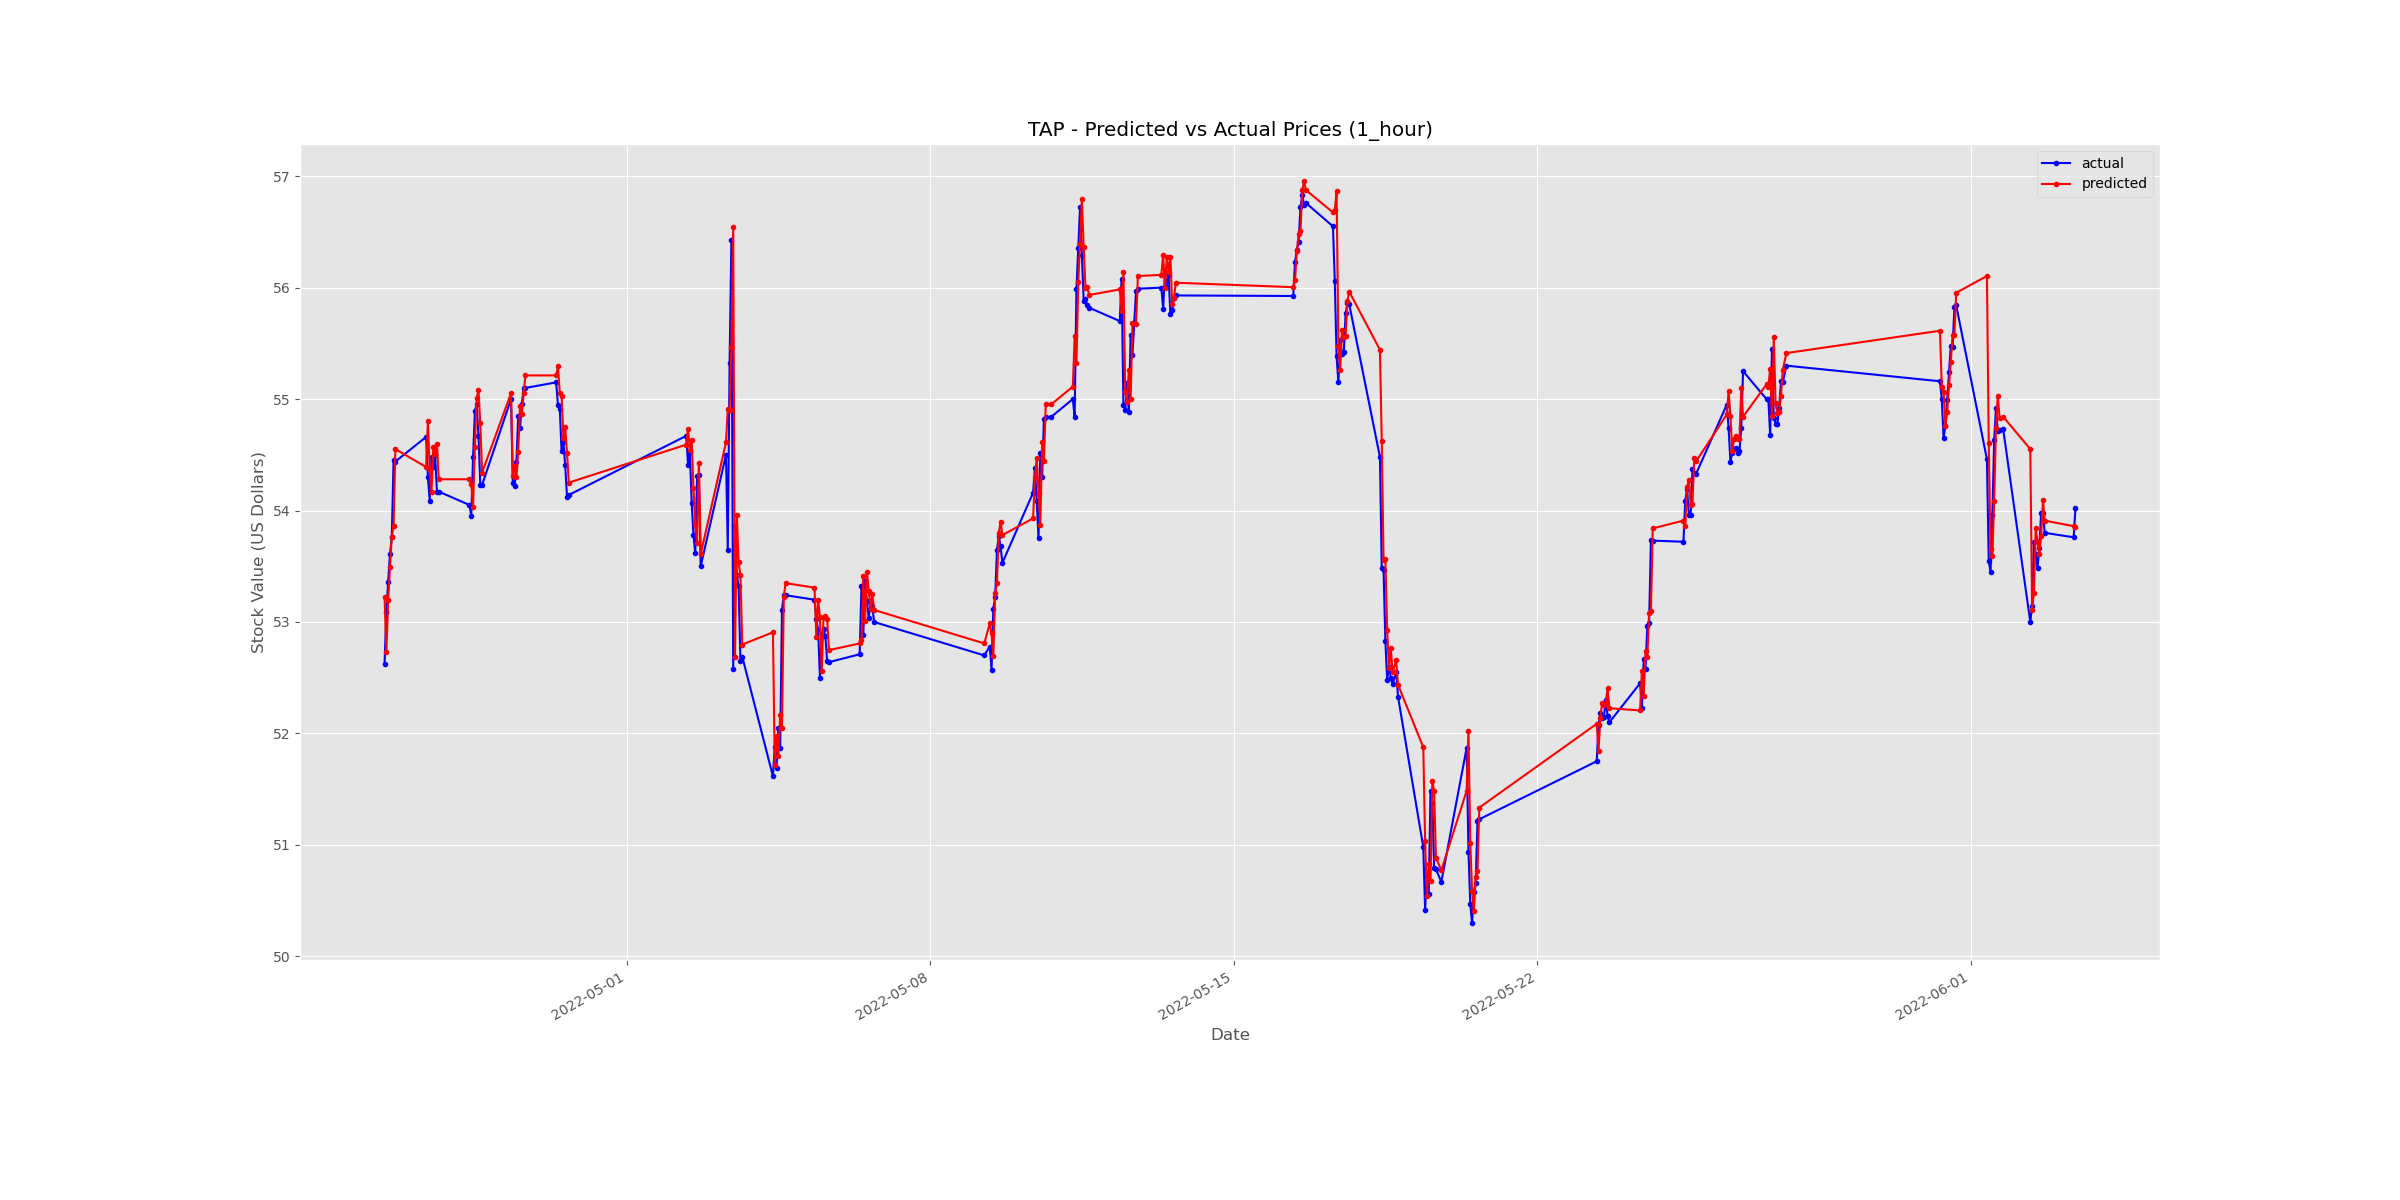 TAP - Predicted vs Actual Prices (1_hour)
actual
predicted
57
56
55
54
53
52
51
50
Stock Value (US Dollars)
2022-05-01
2022-05-08
2022-05-15
2022-05-22
2022-06-01
Date